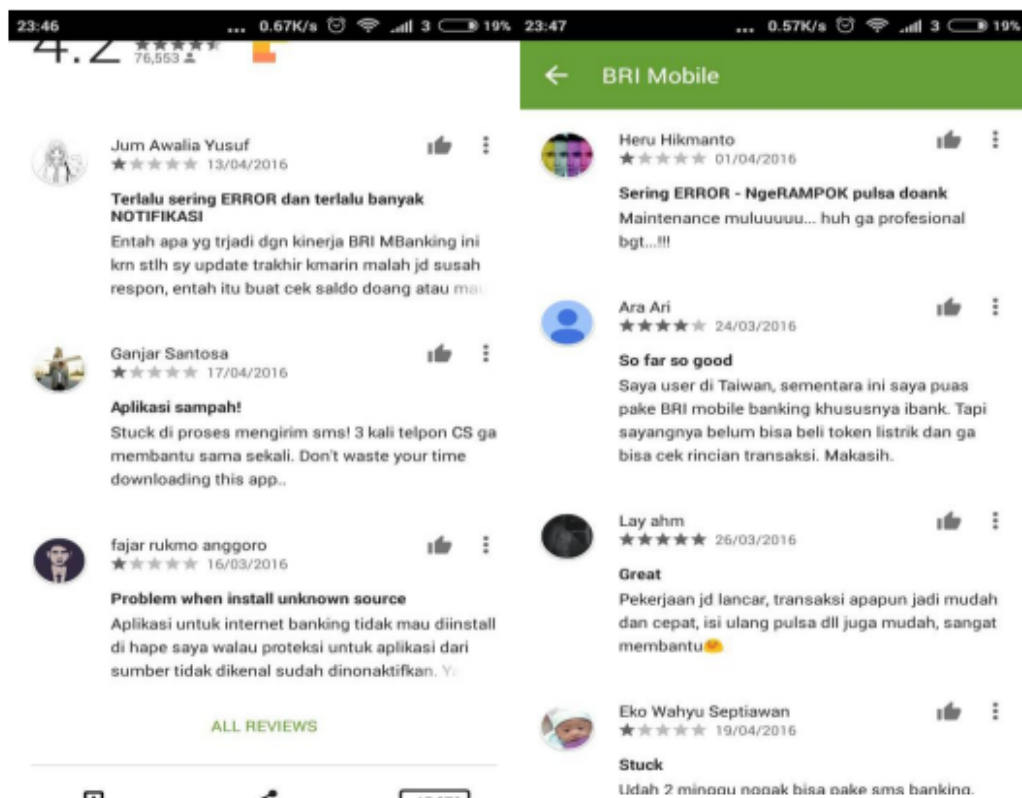 23:46 ... 0.67K/s 3 19%
4.2
76,553
Jum Awalia Yusuf
13/04/2016
Terlalu sering ERROR dan terlalu banyak
NOTIFIKASI
Entah apa yg trjadi dgn kinerja BRI MBanking ini
krn stlh sy update trakhir kmarin malah jd susah
respon, entah itu buat cek saldo doang atau mau
Ganjar Santosa
17/04/2016
Aplikasi sampah!
Stuck di proses mengirim sms! 3 kali telpon CS ga
membantu sama sekali. Don't waste your time
downloading this app..
fajar rukmo anggoro
16/03/2016
Problem when install unknown source
Aplikasi untuk internet banking tidak mau diinstall
di hape saya walau proteksi untuk aplikasi dari
sumber tidak dikenal sudah dinonaktifkan.
ALL REVIEWS
23:47 ... 0.57K/s 3 19%
BRI Mobile
Heru Hikmanto
01/04/2016
Sering ERROR - NgeRAMPOK pulsa doank
Maintenance muluuuuu... huh ga profesional
bgt...!!!
Ara Ari
24/03/2016
So far so good
Saya user di Taiwan, sementara ini saya puas
pake BRI mobile banking khususnya ibank. Tapi
sayangnya belum bisa beli token listrik dan ga
bisa cek rincian transaksi. Makasih.
Lay ahm
26/03/2016
Great
Pekerjaan jd lancar, transaksi apapun jadi mudah
dan cepat, isi ulang pulsa dll juga mudah, sangat
membantu
Eko Wahyu Septiawan
19/04/2016
Stuck
Udah 2 minggu nggak bisa pake sms banking.